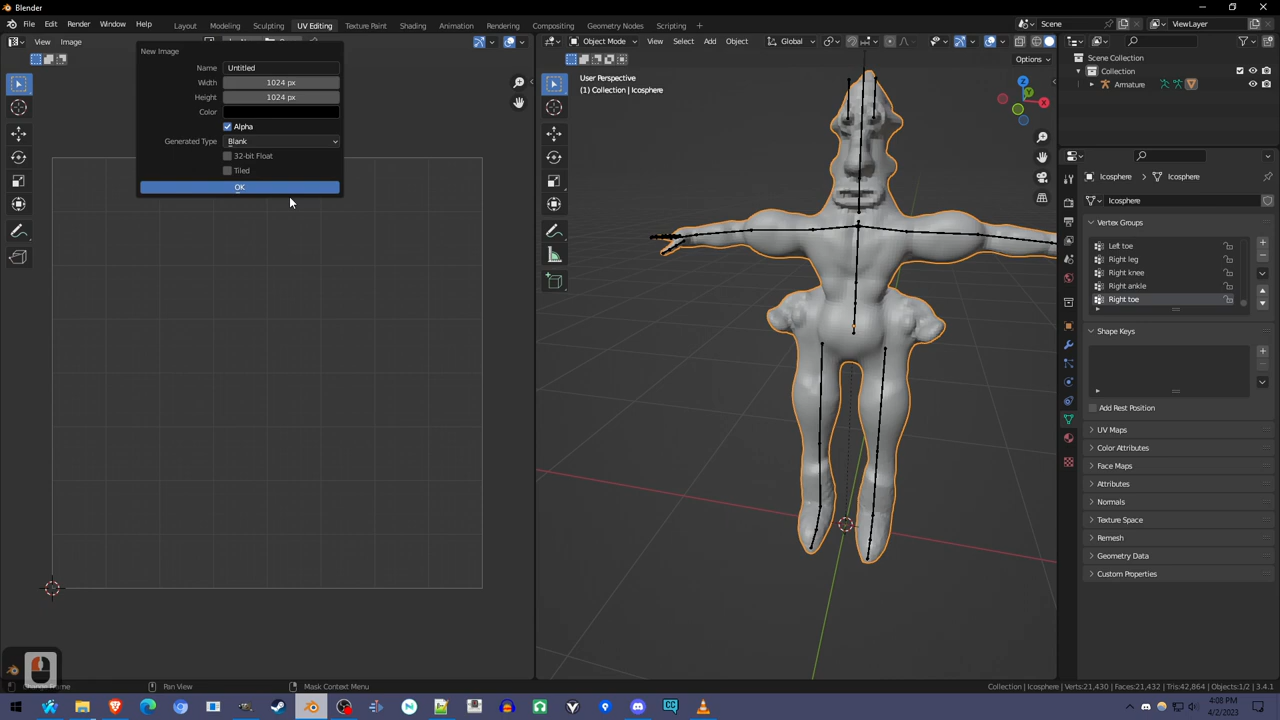 Blender
File Edit Render Window Help
Layout Modeling Sculpting UV Editing Texture Paint Shading Animation Rendering Compositing Geometry Nodes Scripting
Scene
ViewLayer
View Image
Object Mode
View Select Add Object
Global
Options
New Image
Name Untitled
Width 1024 px
Height 1024 px
Color
Alpha
Generated Type Blank
32-bit Float
Tiled
OK
User Perspective
(1) Collection | Icosphere
Z
Y
X
Scene Collection
Collection
Armature
Icosphere > Icosphere
Icosphere
Vertex Groups
Left toe
Right leg
Right knee
Right ankle
Right toe
Shape Keys
Add Rest Position
UV Maps
Color Attributes
Face Maps
Attributes
Normals
Texture Space
Remesh
Geometry Data
Custom Properties
Pan View
Mask Context Menu
Collection | Icosphere | Verts:21,430 | Faces:21,432 | Tris:42,864 | Objects:1/2 | 3.4.1
4:08 PM
4/2/2023